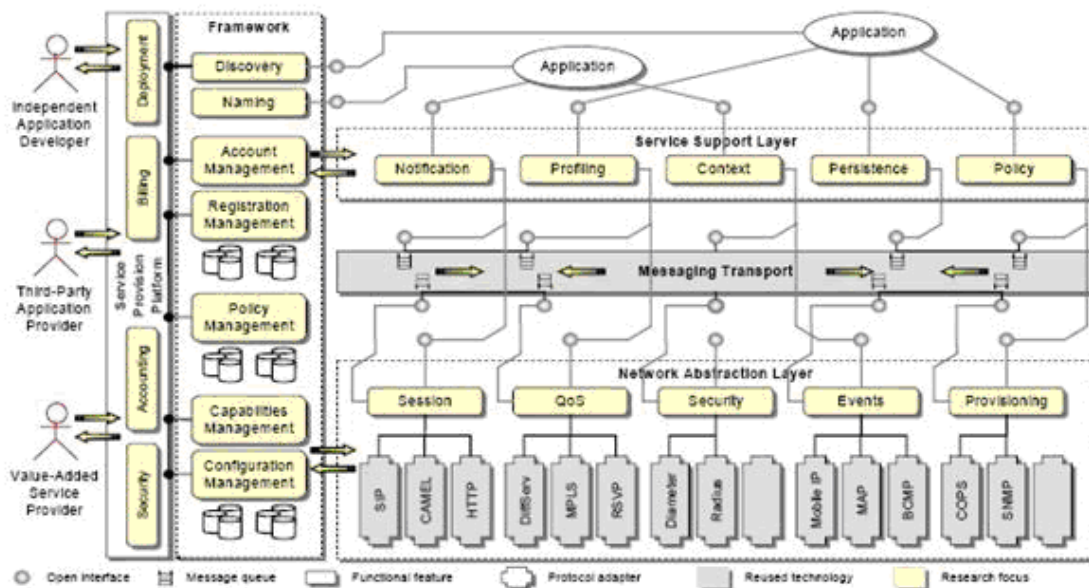 Framework
Application
Application
Deployment
Discovery
Naming
Independent
Application
Developer
Service Support Layer
Account
Management
Notification
Profiling
Context
Persistence
Policy
Billing
Registration
Management
Third-Party
Application
Provider
Service
Provision
Platform
Messaging Transport
Policy
Management
Network Abstraction Layer
Accounting
Capabilities
Management
Session
QoS
Security
Events
Provisioning
Value-Added
Service
Provider
Security
Configuration
Management
SIP
CAMEL
HTTP
DiffServ
MPLS
RSVP
Diameter
Radius
Mobile IP
MAP
BCMP
COPS
SNMP
Open interface
Message queue
Functional feature
Protocol adapter
Reused technology
Research focus